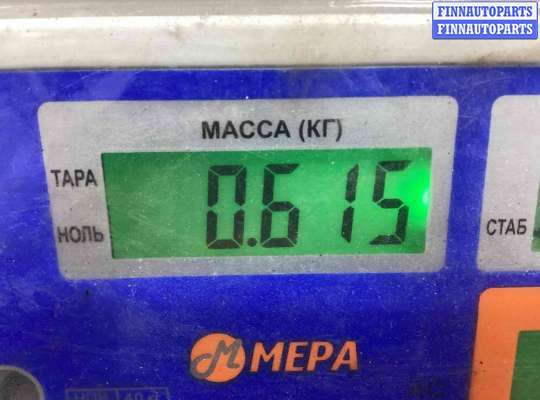 FINNAUTOPARTS
FINNAUTOPARTS
МАССА (КГ)
ТАРА
0.615
НОЛЬ
СТАБ
МЕРА